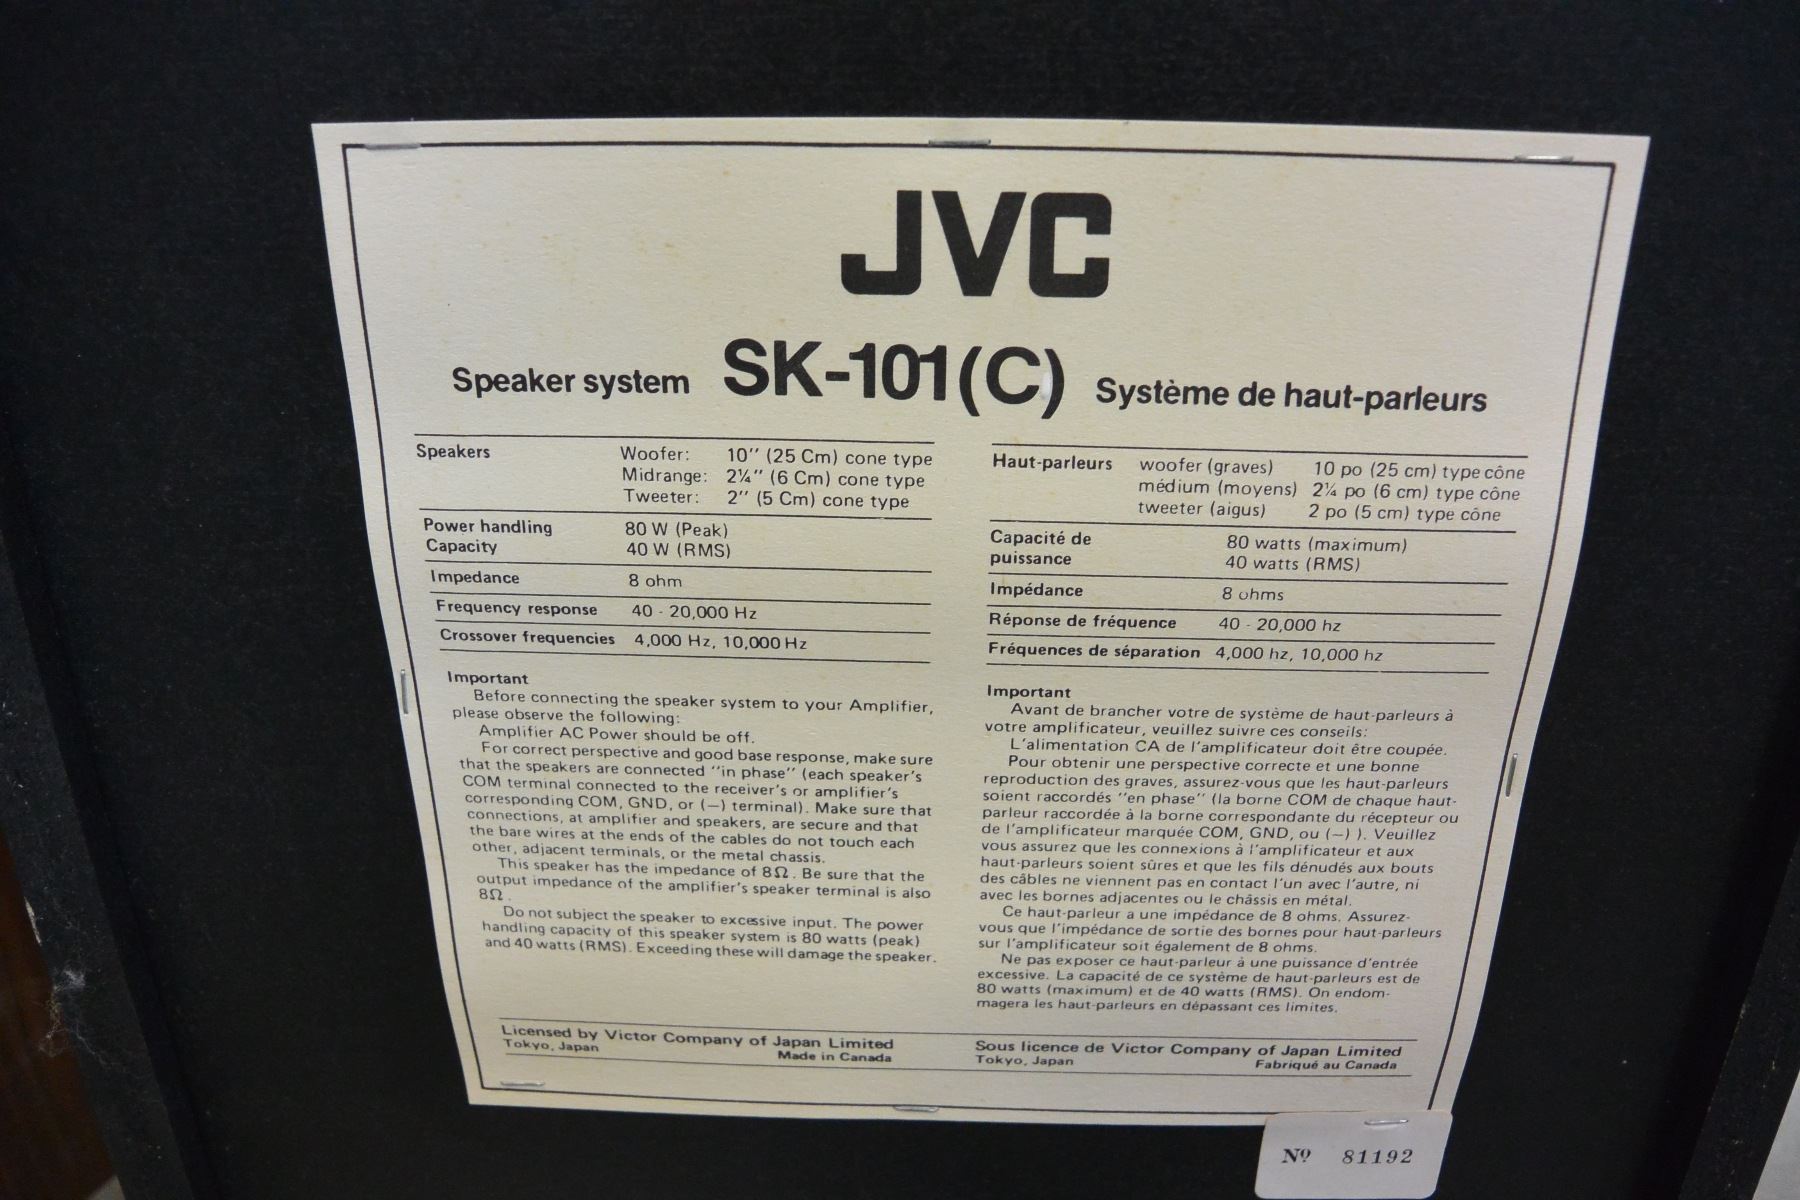 JVC
Speaker system SK-101(C) Système de haut-parleurs
Speakers Woofer: 10’’ (25 Cm) cone type
Midrange: 2¼’’ (6 Cm) cone type
Tweeter: 2’’ (5 Cm) cone type
Power handling 80 W (Peak)
Capacity 40 W (RMS)
Impedance 8 ohm
Frequency response 40 - 20,000 Hz
Crossover frequencies 4,000 Hz, 10,000 Hz
Important
Before connecting the speaker system to your Amplifier,
please observe the following:
Amplifier AC Power should be off.
For correct perspective and good base response, make sure
that the speakers are connected ‘‘in phase’’ (each speaker’s
COM terminal connected to the receiver’s or amplifier’s
corresponding COM, GND, or (—) terminal). Make sure that
connections, at amplifier and speakers, are secure and that
the bare wires at the ends of the cables do not touch each
other, adjacent terminals, or the metal chassis.
This speaker has the impedance of 8Ω. Be sure that the
output impedance of the amplifier’s speaker terminal is also
8Ω.
Do not subject the speaker to excessive input. The power
handling capacity of this speaker system is 80 watts (peak)
and 40 watts (RMS). Exceeding these will damage the speaker.
Licensed by Victor Company of Japan Limited
Tokyo, Japan Made in Canada
Haut-parleurs woofer (graves) 10 po (25 cm) type cône
médium (moyens) 2¼ po (6 cm) type cône
tweeter (aigus) 2 po (5 cm) type cône
Capacité de 80 watts (maximum)
puissance 40 watts (RMS)
Impédance 8 ohms
Réponse de fréquence 40 - 20,000 hz
Fréquences de séparation 4,000 hz, 10,000 hz
Important
Avant de brancher votre de système de haut-parleurs à
votre amplificateur, veuillez suivre ces conseils:
L’alimentation CA de l’amplificateur doit être coupée.
Pour obtenir une perspective correcte et une bonne
reproduction des graves, assurez-vous que les haut-parleurs
soient raccordés ‘‘en phase’’ (la borne COM de chaque haut-
parleur raccordée à la borne correspondante du récepteur ou
de l’amplificateur marquée COM, GND, ou (—) ). Veuillez
vous assurez que les connexions à l’amplificateur et aux
haut-parleurs soient sûres et que les fils dénudés aux bouts
des câbles ne viennent pas en contact l’un avec l’autre, ni
avec les bornes adjacentes ou le châssis en métal.
Ce haut-parleur a une impédance de 8 ohms. Assurez-
vous que l’impédance de sortie des bornes pour haut-parleurs
sur l’amplificateur soit également de 8 ohms.
Ne pas exposer ce haut-parleur à une puissance d’entrée
excessive. La capacité de ce système de haut-parleurs est de
80 watts (maximum) et de 40 watts (RMS). On endom-
magera les haut-parleurs en dépassant ces limites.
Sous licence de Victor Company of Japan Limited
Tokyo, Japan Fabriqué au Canada
Nº 81192